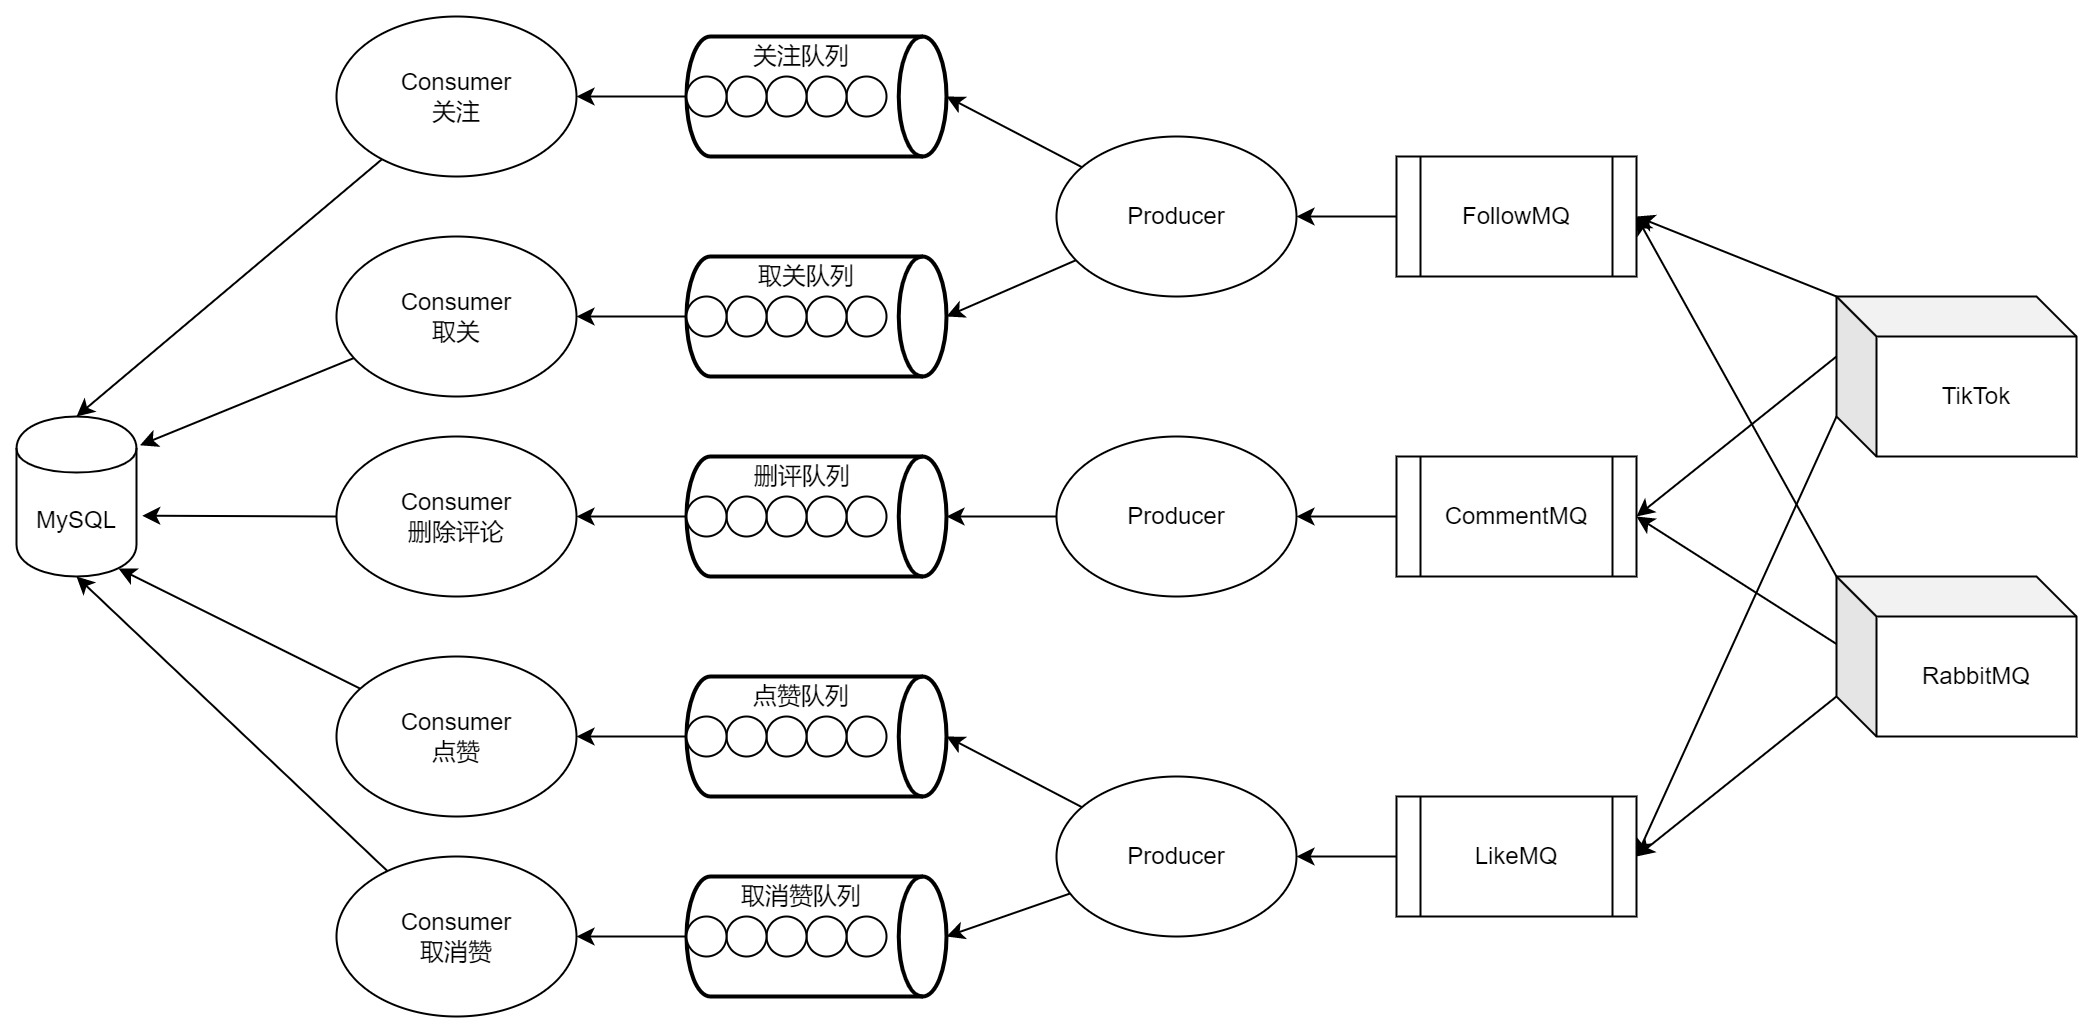 Consumer
关注
关注队列
Producer
FollowMQ
Consumer
取关
取关队列
TikTok
MySQL
Consumer
删除评论
删评队列
Producer
CommentMQ
RabbitMQ
Consumer
点赞
点赞队列
Producer
LikeMQ
Consumer
取消赞
取消赞队列